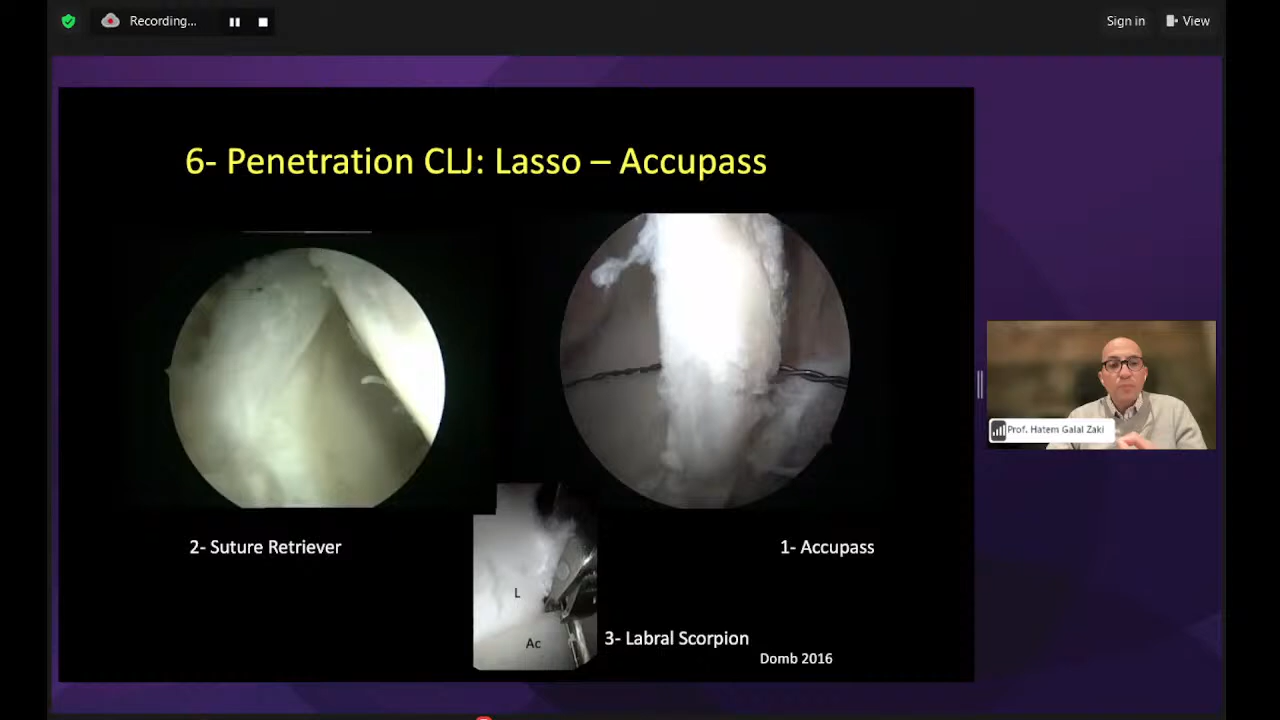 Recording...
Sign in
View
6- Penetration CLJ: Lasso – Accupass
Prof. Hatem Galal Zaki
2- Suture Retriever
1- Accupass
L
Ac
3- Labral Scorpion
Domb 2016